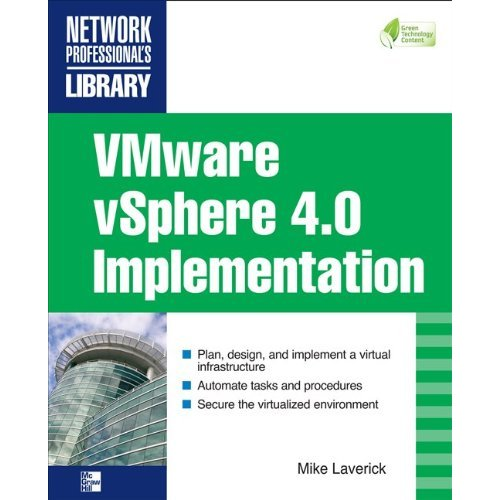 NETWORK
PROFESSIONAL'S
LIBRARY
Green
Technology
Content
VMware
vSphere 4.0
Implementation
Plan, design, and implement a virtual
infrastructure
Automate tasks and procedures
Secure the virtualized environment
Mc
Graw
Hill
Mike Laverick